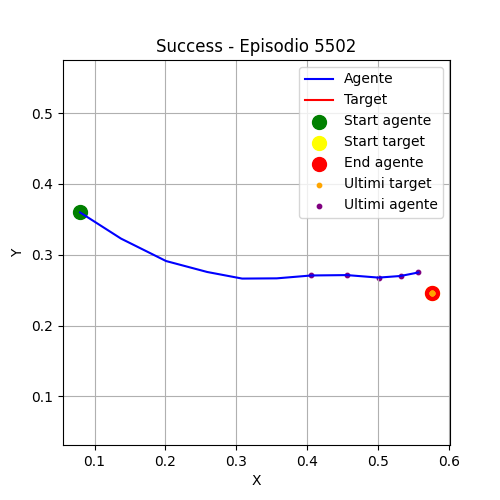 Success - Episodio 5502
Agente
Target
Start agente
Start target
End agente
Ultimi target
Ultimi agente
0.5
0.4
0.3
0.2
0.1
Y
0.1 0.2 0.3 0.4 0.5 0.6
X